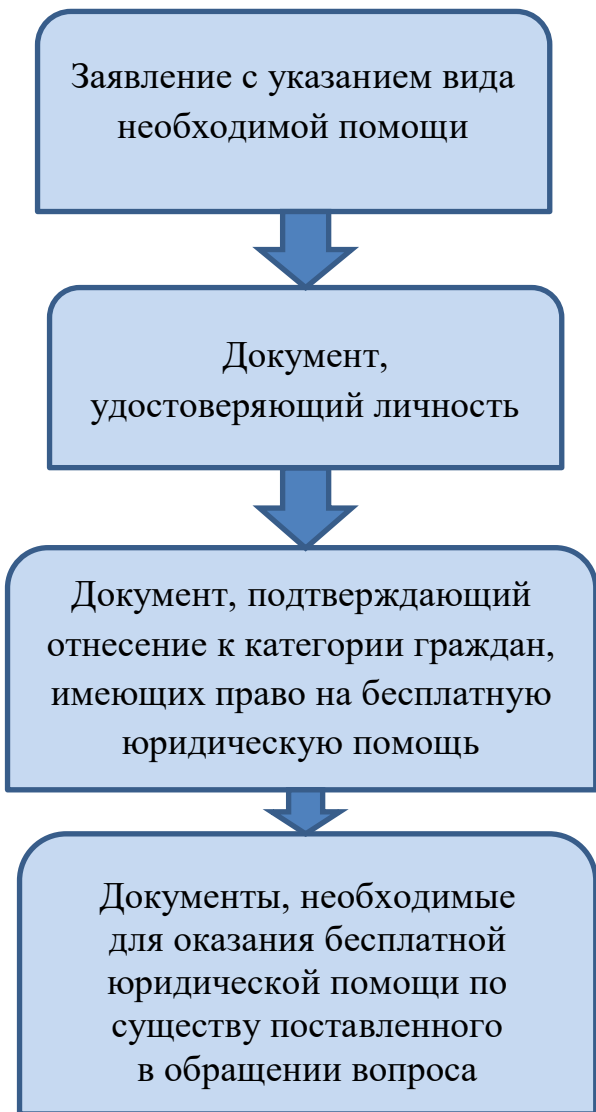 Заявление с указанием вида
необходимой помощи
Документ,
удостоверяющий личность
Документ, подтверждающий
отнесение к категории граждан,
имеющих право на бесплатную
юридическую помощь
Документы, необходимые
для оказания бесплатной
юридической помощи по
существу поставленного
в обращении вопроса